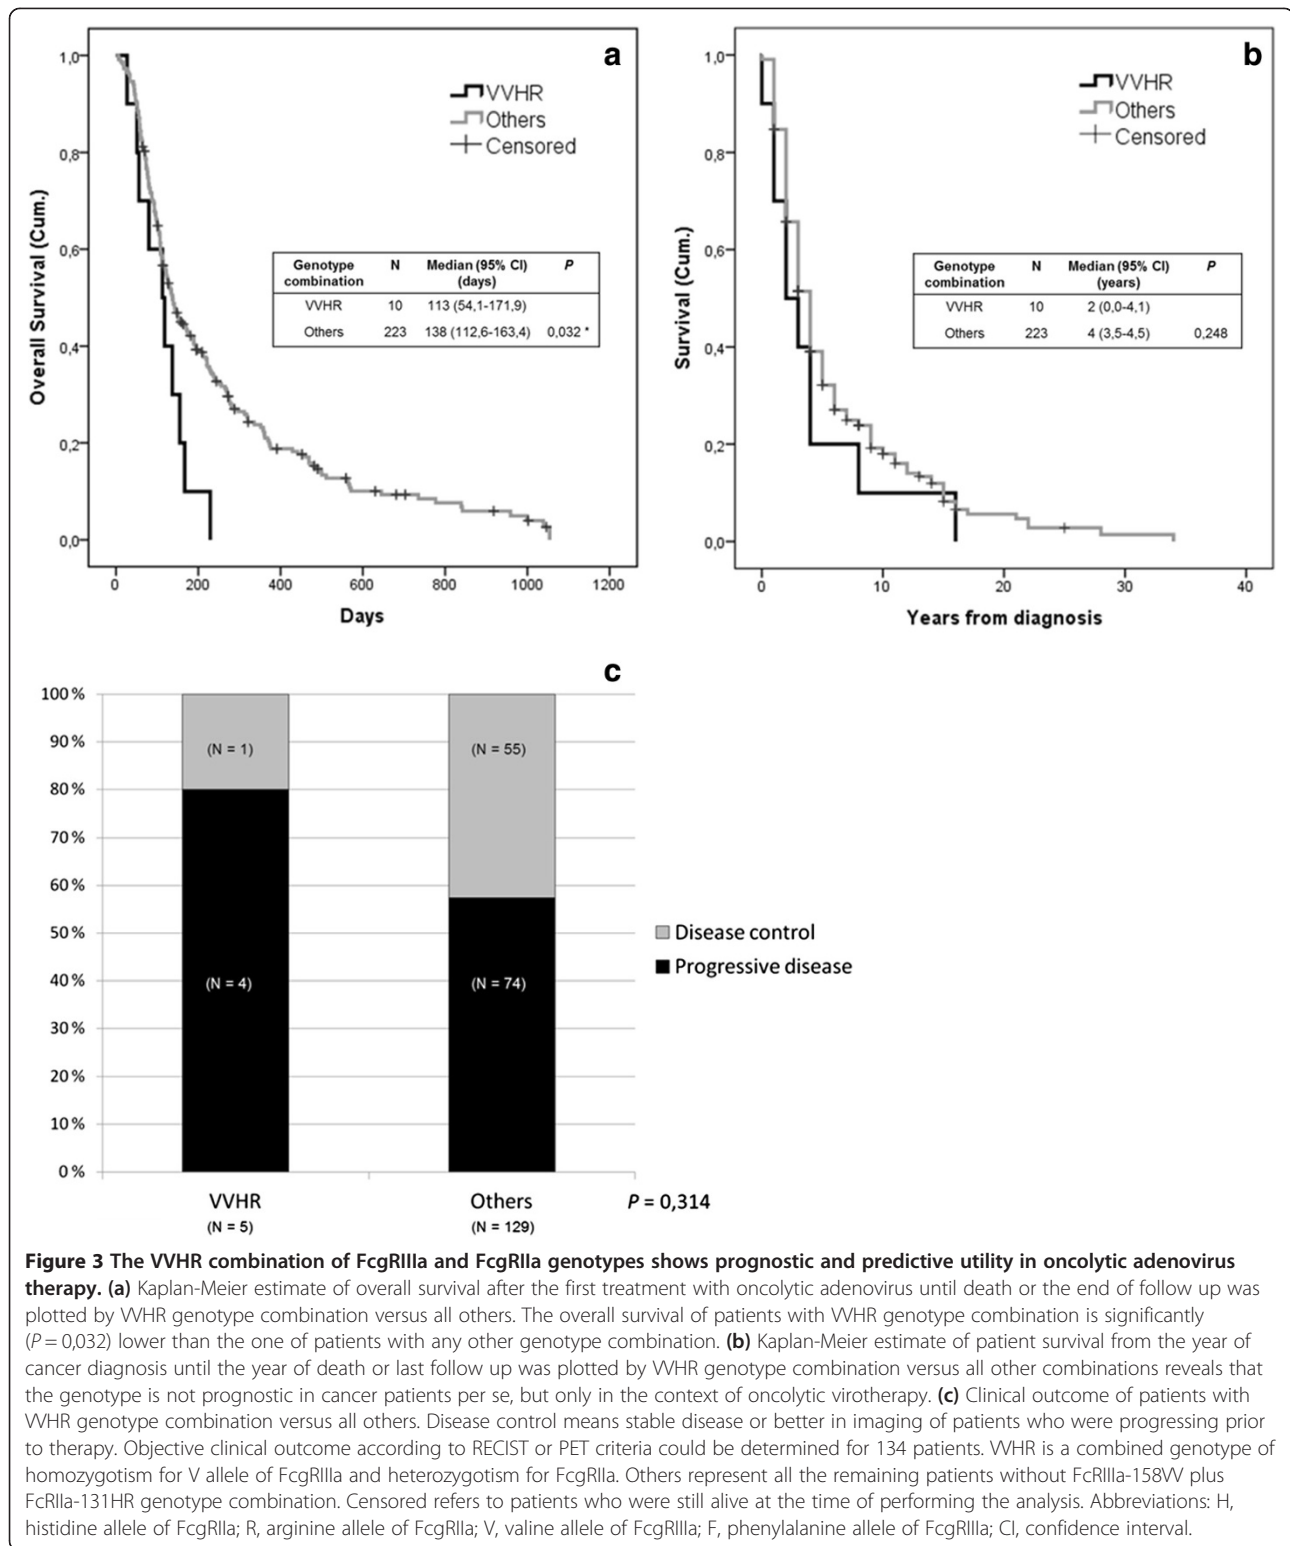 a
1,0
0,8
0,6
0,4
0,2
0,0
Overall Survival (Cum.)
VVHR
Others
Censored
Genotype combination N Median (95% CI) (days) P
VVHR 10 113 (54,1-171,9)
Others 223 138 (112,6-163,4) 0,032 *
0 200 400 600 800 1000 1200
Days
b
1,0
0,8
0,6
0,4
0,2
0,0
Survival (Cum.)
VVHR
Others
Censored
Genotype combination N Median (95% CI) (years) P
VVHR 10 2 (0,0-4,1)
Others 223 4 (3,5-4,5) 0,248
0 10 20 30 40
Years from diagnosis
c
100 %
90 %
80 %
70 %
60 %
50 %
40 %
30 %
20 %
10 %
0 %
(N = 1)
(N = 55)
(N = 4)
(N = 74)
Disease control
Progressive disease
VVHR Others P = 0,314
(N = 5) (N = 129)
Figure 3 The VVHR combination of FcgRIIIa and FcgRIIa genotypes shows prognostic and predictive utility in oncolytic adenovirus
therapy. (a) Kaplan-Meier estimate of overall survival after the first treatment with oncolytic adenovirus until death or the end of follow up was
plotted by VVHR genotype combination versus all others. The overall survival of patients with VVHR genotype combination is significantly
(P = 0,032) lower than the one of patients with any other genotype combination. (b) Kaplan-Meier estimate of patient survival from the year of
cancer diagnosis until the year of death or last follow up was plotted by VVHR genotype combination versus all other combinations reveals that
the genotype is not prognostic in cancer patients per se, but only in the context of oncolytic virotherapy. (c) Clinical outcome of patients with
VVHR genotype combination versus all others. Disease control means stable disease or better in imaging of patients who were progressing prior
to therapy. Objective clinical outcome according to RECIST or PET criteria could be determined for 134 patients. VVHR is a combined genotype of
homozygotism for V allele of FcgRIIIa and heterozygotism for FcgRIIa. Others represent all the remaining patients without FcRIIIa-158VV plus
FcRIIa-131HR genotype combination. Censored refers to patients who were still alive at the time of performing the analysis. Abbreviations: H,
histidine allele of FcgRIIa; R, arginine allele of FcgRIIa; V, valine allele of FcgRIIIa; F, phenylalanine allele of FcgRIIIa; CI, confidence interval.